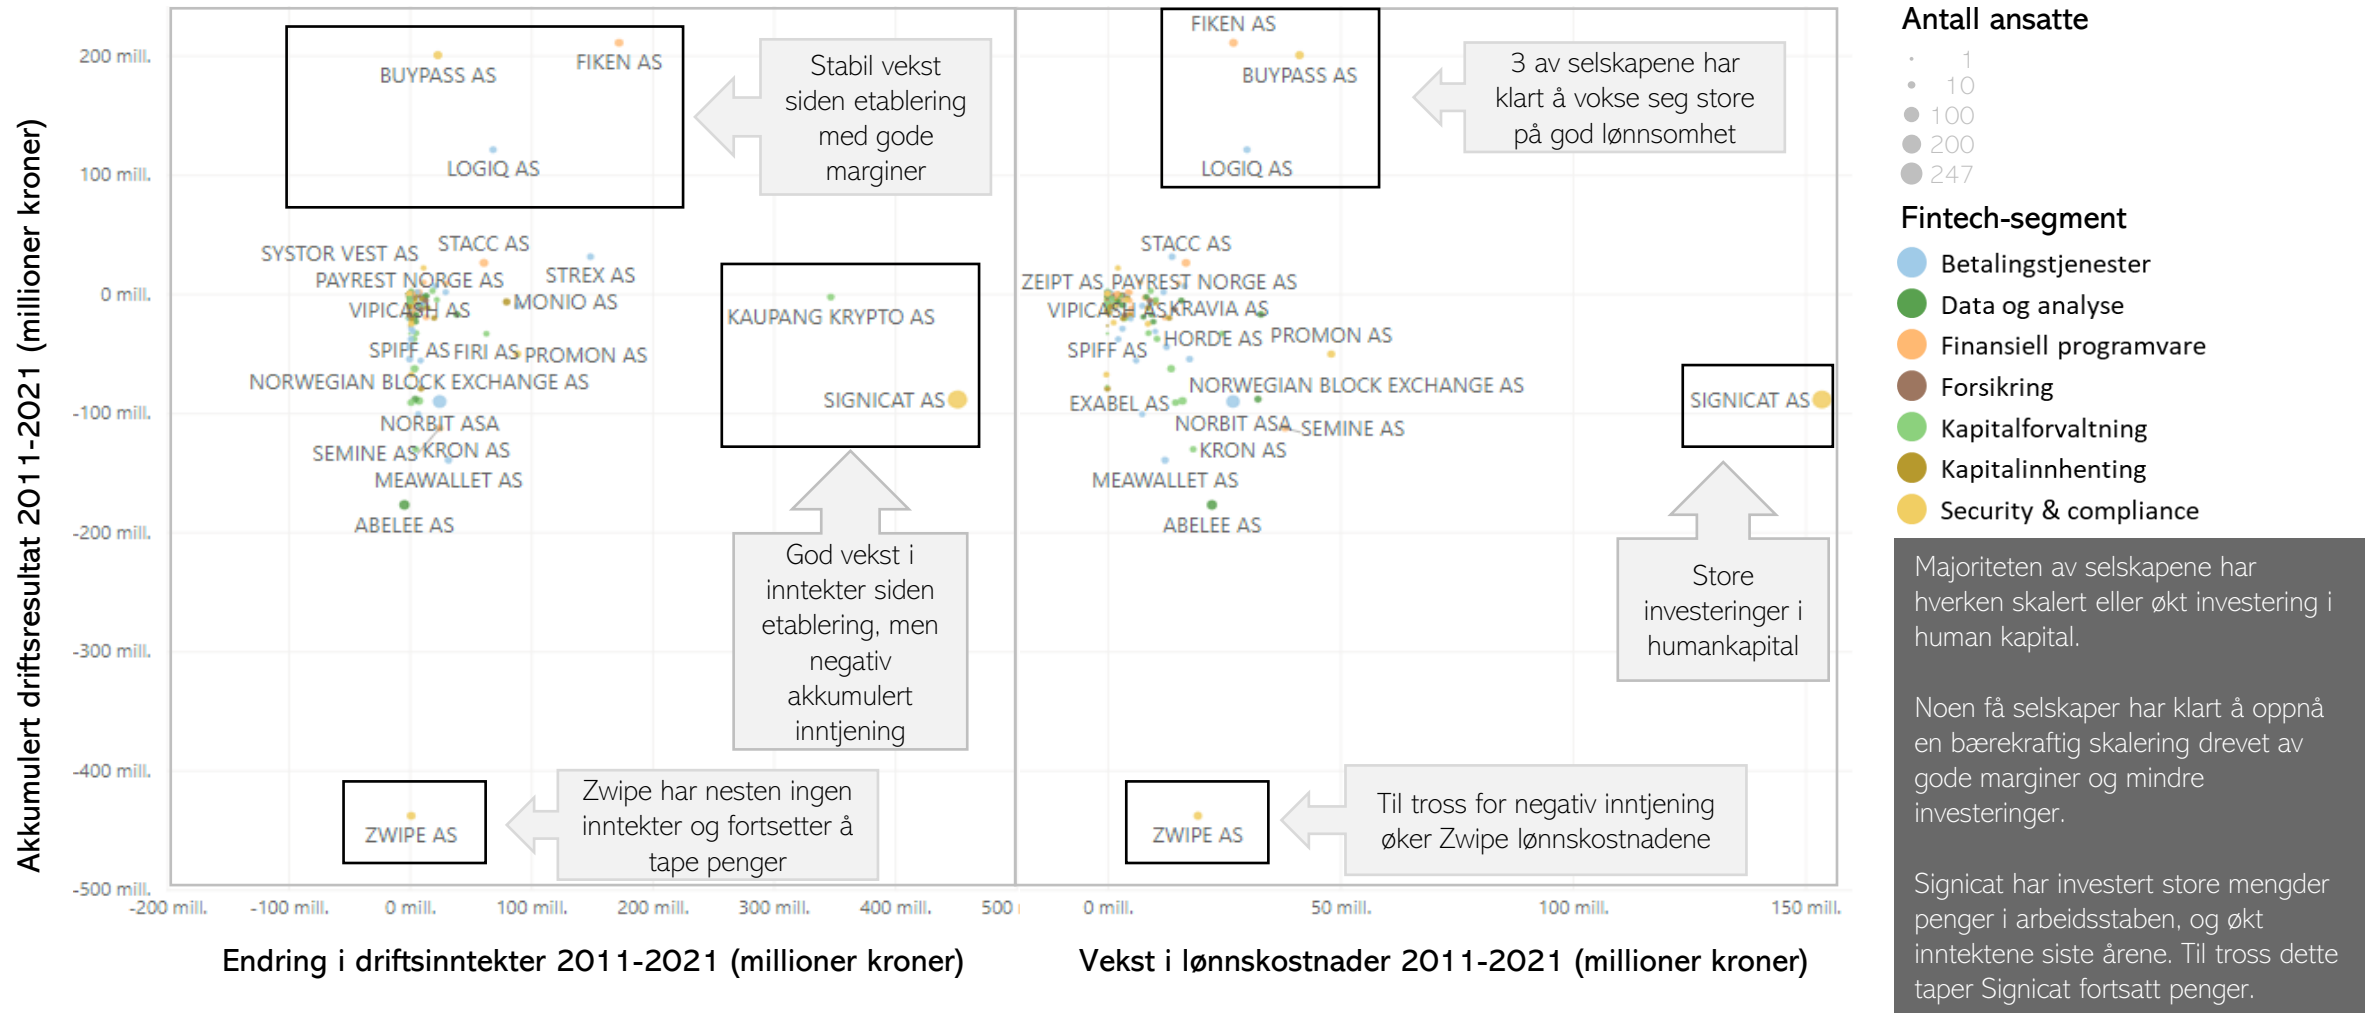 Akkumulert driftsresultat 2011-2021 (millioner kroner)
200 mill.
100 mill.
0 mill.
-100 mill.
-200 mill.
-300 mill.
-400 mill.
-500 mill.
BUYPASS AS
FIKEN AS
LOGIQ AS
Stabil vekst
siden etablering
med gode
marginer
SYSTOR VEST AS
STACC AS
PAYREST NORGE AS
STREX AS
VIPICASH AS
MONIO AS
SPIFF AS
FIRI AS
PROMON AS
NORWEGIAN BLOCK EXCHANGE AS
NORBIT ASA
SEMINE AS
KRON AS
MEAWALLET AS
ABELEE AS
KAUPANG KRYPTO AS
SIGNICAT AS
God vekst i
inntekter siden
etablering, men
negativ
akkumulert
inntjening
ZWIPE AS
Zwipe har nesten ingen
inntekter og fortsetter å
tape penger
-200 mill.
-100 mill.
0 mill.
100 mill.
200 mill.
300 mill.
400 mill.
500
Endring i driftsinntekter 2011-2021 (millioner kroner)
FIKEN AS
BUYPASS AS
LOGIQ AS
3 av selskapene har
klart å vokse seg store
på god lønnsomhet
STACC AS
ZEIPT AS
PAYREST NORGE AS
VIPICASH AS
KRAVIA AS
SPIFF AS
HORDE AS
PROMON AS
NORWEGIAN BLOCK EXCHANGE AS
EXABEL AS
NORBIT ASA
SEMINE AS
KRON AS
MEAWALLET AS
ABELEE AS
SIGNICAT AS
Store
investeringer i
humankapital
ZWIPE AS
Til tross for negativ inntjening
øker Zwipe lønnskostnadene
0 mill.
50 mill.
100 mill.
150 mill.
Vekst i lønnskostnader 2011-2021 (millioner kroner)
Antall ansatte
1
10
100
200
247
Fintech-segment
Betalingstjenester
Data og analyse
Finansiell programvare
Forsikring
Kapitalforvaltning
Kapitalinnhenting
Security & compliance
Majoriteten av selskapene har
hverken skalert eller økt investering i
human kapital.
Noen få selskaper har klart å oppnå
en bærekraftig skalering drevet av
gode marginer og mindre
investeringer.
Signicat har investert store mengder
penger i arbeidsstaben, og økt
inntektene siste årene. Til tross dette
taper Signicat fortsatt penger.